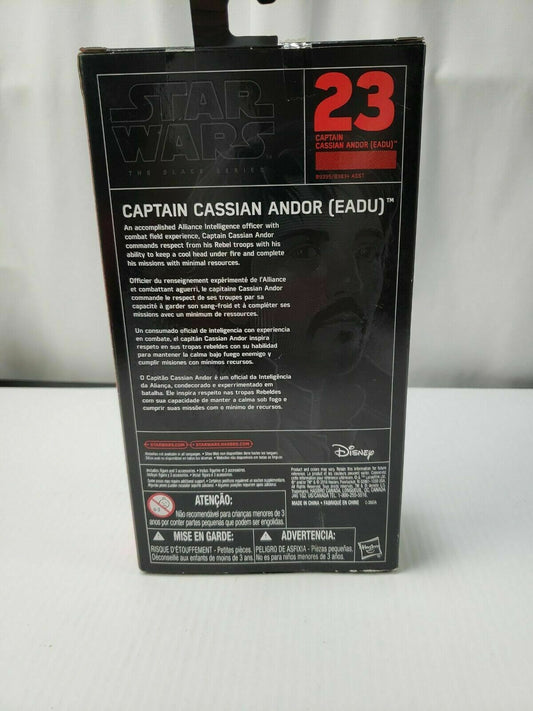 STAR
WARS
THE BLACK SERIES
23
CAPTAIN
CASSIAN ANDOR (EADU)™
CAPTAIN CASSIAN ANDOR (EADU)™
An accomplished Alliance Intelligence officer with
combat field experience, Captain Cassian Andor
commands respect from his Rebel troops with his
ability to keep a cool head under fire and complete
his missions with minimal resources.
Officier du renseignement expérimenté de l'Alliance
et combattant aguerri, le capitaine Cassian Andor
commande le respect de ses troupes par sa
capacité à garder son sang-froid et à compléter ses
missions avec un minimum de ressources.
Un consumado oficial de inteligencia con experiencia
en combate, el capitán Cassian Andor inspira
respeto en sus tropas rebeldes con su habilidad
para mantener la calma bajo fuego enemigo y
cumplir misiones con mínimos recursos.
O Capitão Cassian Andor é um oficial da Inteligência
da Aliança, condecorado e experimentado em
batalha. Ele inspira respeito nas tropas Rebeldes
com sua capacidade de manter a calma sob fogo e
cumprir suas missões com o mínimo de recursos.
STARWARS.COM STARWARS.HASBRO.COM
Disney
Includes figure and 3 accessories.
MADE IN CHINA • FABRIQUÉ EN CHINE
ATENÇÃO:
Não recomendável para crianças menores de 3
anos por conter partes pequenas que podem ser engolidas.
MISE EN GARDE:
RISQUE D'ÉTOUFFEMENT - Petites pièces.
Déconseillé aux enfants de moins de 3 ans.
ADVERTENCIA:
PELIGRO DE ASFIXIA - Piezas pequeñas.
No es para niños menores de 3 años.
Hasbro